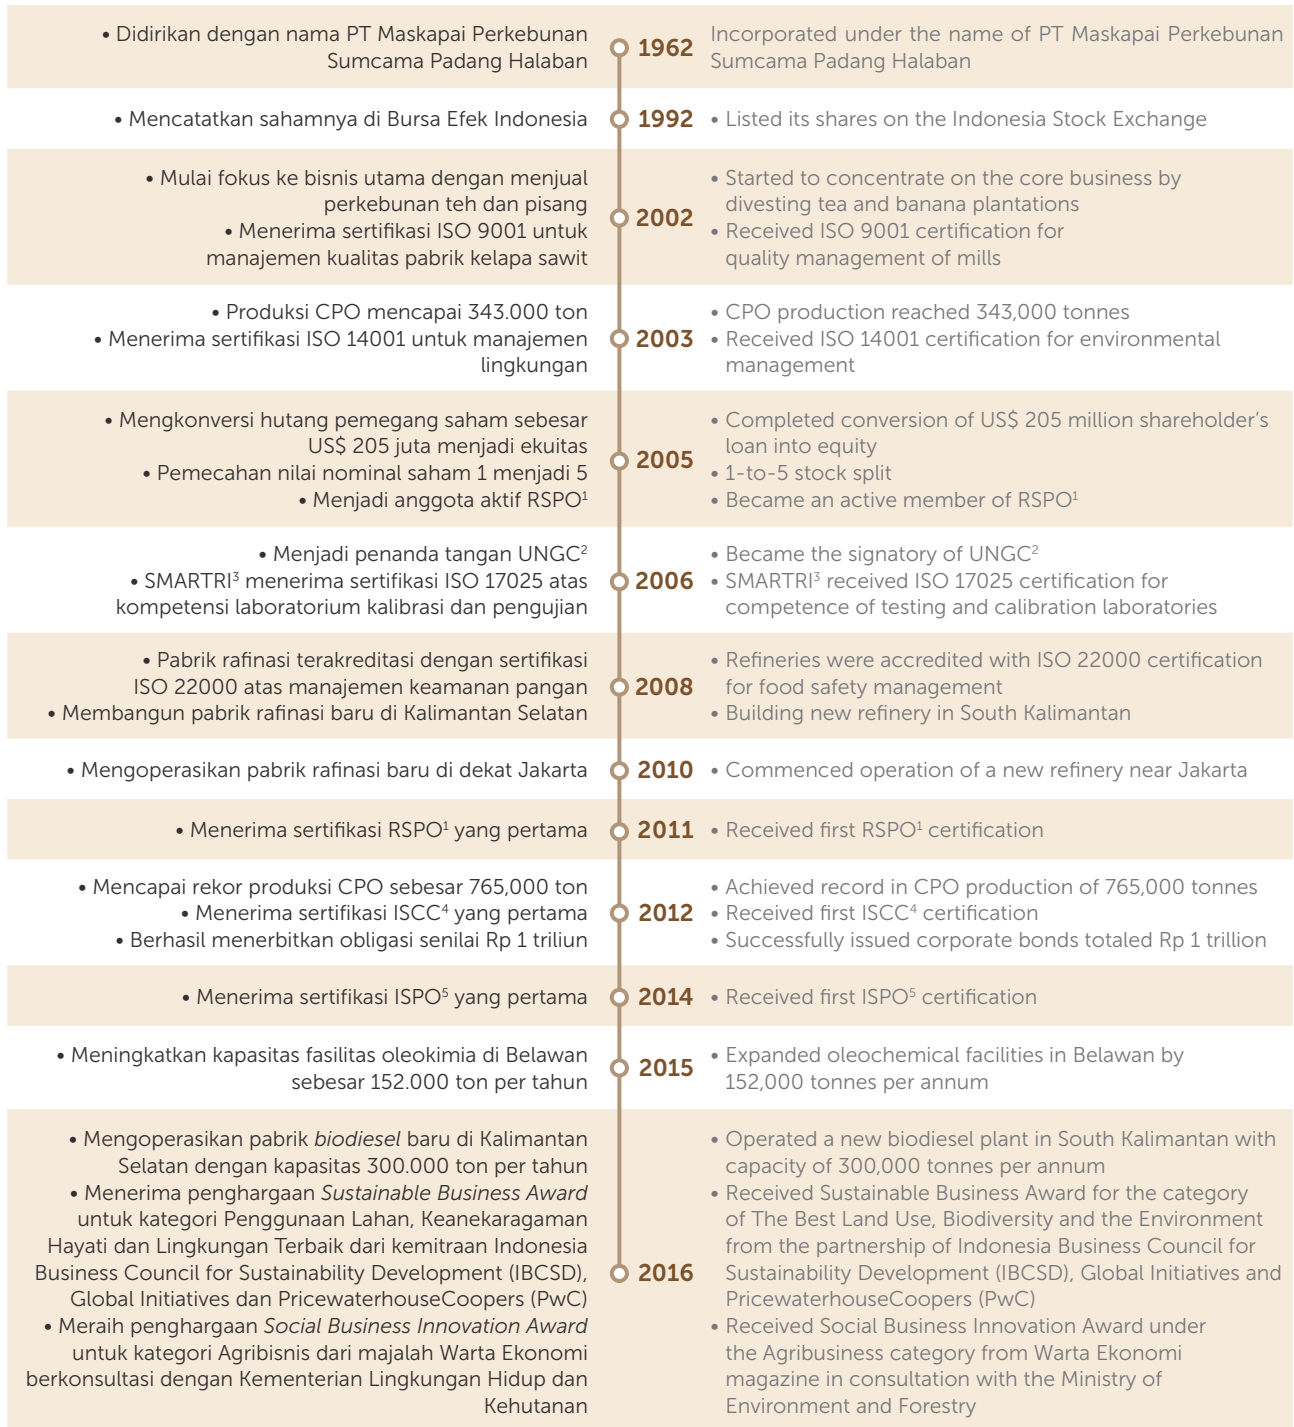 • Didirikan dengan nama PT Maskapai Perkebunan
Sumcama Padang Halaban
1962
Incorporated under the name of PT Maskapai Perkebunan
Sumcama Padang Halaban
• Mencatatkan sahamnya di Bursa Efek Indonesia
1992
• Listed its shares on the Indonesia Stock Exchange
• Mulai fokus ke bisnis utama dengan menjual
perkebunan teh dan pisang
• Menerima sertifikasi ISO 9001 untuk
manajemen kualitas pabrik kelapa sawit
2002
• Started to concentrate on the core business by
divesting tea and banana plantations
• Received ISO 9001 certification for
quality management of mills
• Produksi CPO mencapai 343.000 ton
• Menerima sertifikasi ISO 14001 untuk manajemen
lingkungan
2003
• CPO production reached 343,000 tonnes
• Received ISO 14001 certification for environmental
management
• Mengkonversi hutang pemegang saham sebesar
US$ 205 juta menjadi ekuitas
• Pemecahan nilai nominal saham 1 menjadi 5
• Menjadi anggota aktif RSPO¹
2005
• Completed conversion of US$ 205 million shareholder’s
loan into equity
• 1-to-5 stock split
• Became an active member of RSPO¹
• Menjadi penanda tangan UNGC²
• SMARTRI³ menerima sertifikasi ISO 17025 atas
kompetensi laboratorium kalibrasi dan pengujian
2006
• Became the signatory of UNGC²
• SMARTRI³ received ISO 17025 certification for
competence of testing and calibration laboratories
• Pabrik rafinasi terakreditasi dengan sertifikasi
ISO 22000 atas manajemen keamanan pangan
• Membangun pabrik rafinasi baru di Kalimantan Selatan
2008
• Refineries were accredited with ISO 22000 certification
for food safety management
• Building new refinery in South Kalimantan
• Mengoperasikan pabrik rafinasi baru di dekat Jakarta
2010
• Commenced operation of a new refinery near Jakarta
• Menerima sertifikasi RSPO¹ yang pertama
2011
• Received first RSPO¹ certification
• Mencapai rekor produksi CPO sebesar 765,000 ton
• Menerima sertifikasi ISCC⁴ yang pertama
• Berhasil menerbitkan obligasi senilai Rp 1 triliun
2012
• Achieved record in CPO production of 765,000 tonnes
• Received first ISCC⁴ certification
• Successfully issued corporate bonds totaled Rp 1 trillion
• Menerima sertifikasi ISPO⁵ yang pertama
2014
• Received first ISPO⁵ certification
• Meningkatkan kapasitas fasilitas oleokimia di Belawan
sebesar 152.000 ton per tahun
2015
• Expanded oleochemical facilities in Belawan by
152,000 tonnes per annum
• Mengoperasikan pabrik biodiesel baru di Kalimantan
Selatan dengan kapasitas 300.000 ton per tahun
• Menerima penghargaan Sustainable Business Award
untuk kategori Penggunaan Lahan, Keanekaragaman
Hayati dan Lingkungan Terbaik dari kemitraan Indonesia
Business Council for Sustainability Development (IBCSD),
Global Initiatives dan PricewaterhouseCoopers (PwC)
• Meraih penghargaan Social Business Innovation Award
untuk kategori Agribisnis dari majalah Warta Ekonomi
berkonsultasi dengan Kementerian Lingkungan Hidup dan
Kehutanan
2016
• Operated a new biodiesel plant in South Kalimantan with
capacity of 300,000 tonnes per annum
• Received Sustainable Business Award for the category
of The Best Land Use, Biodiversity and the Environment
from the partnership of Indonesia Business Council for
Sustainability Development (IBCSD), Global Initiatives and
PricewaterhouseCoopers (PwC)
• Received Social Business Innovation Award under
the Agribusiness category from Warta Ekonomi
magazine in consultation with the Ministry of
Environment and Forestry